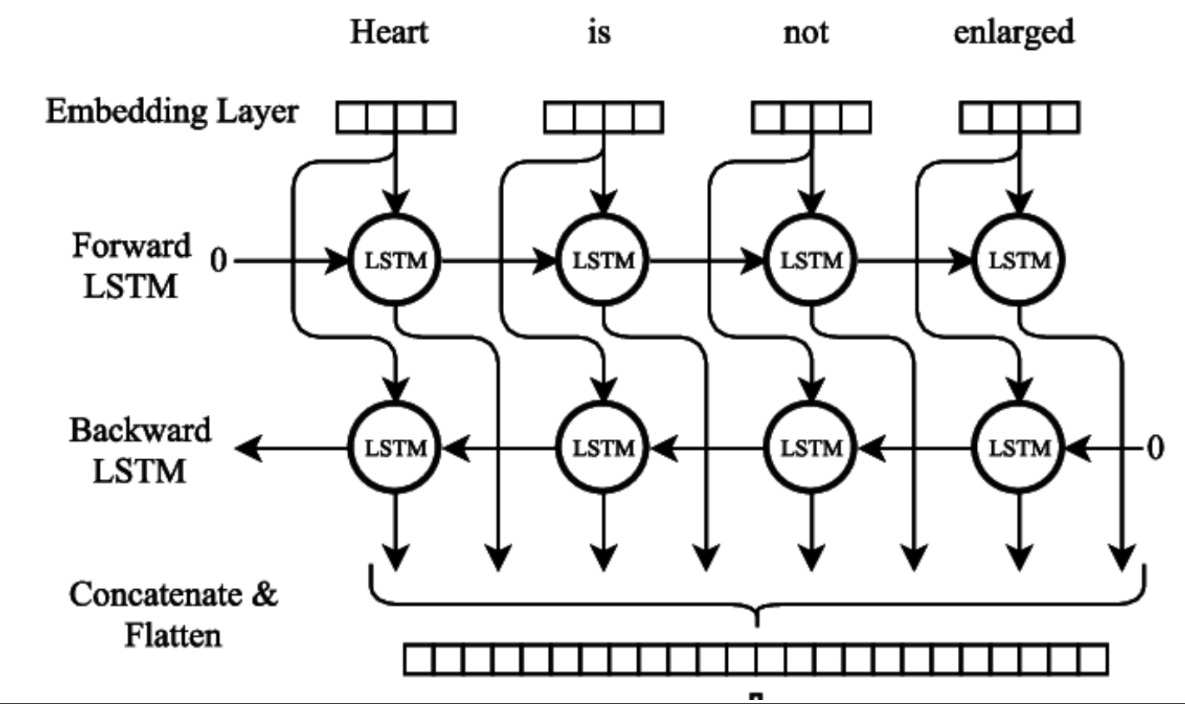 Heart is not enlarged
Embedding Layer
Forward
LSTM
0
LSTM LSTM LSTM LSTM
Backward
LSTM
LSTM LSTM LSTM LSTM
0
Concatenate &
Flatten